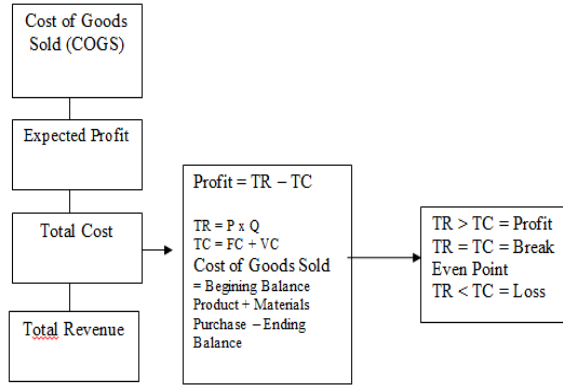 Cost of Goods
Sold (COGS)
Expected Profit
Total Cost
Total Revenue
Profit = TR – TC
TR = P x Q
TC = FC + VC
Cost of Goods Sold
= Begining Balance
Product + Materials
Purchase – Ending
Balance
TR > TC = Profit
TR = TC = Break
Even Point
TR < TC = Loss